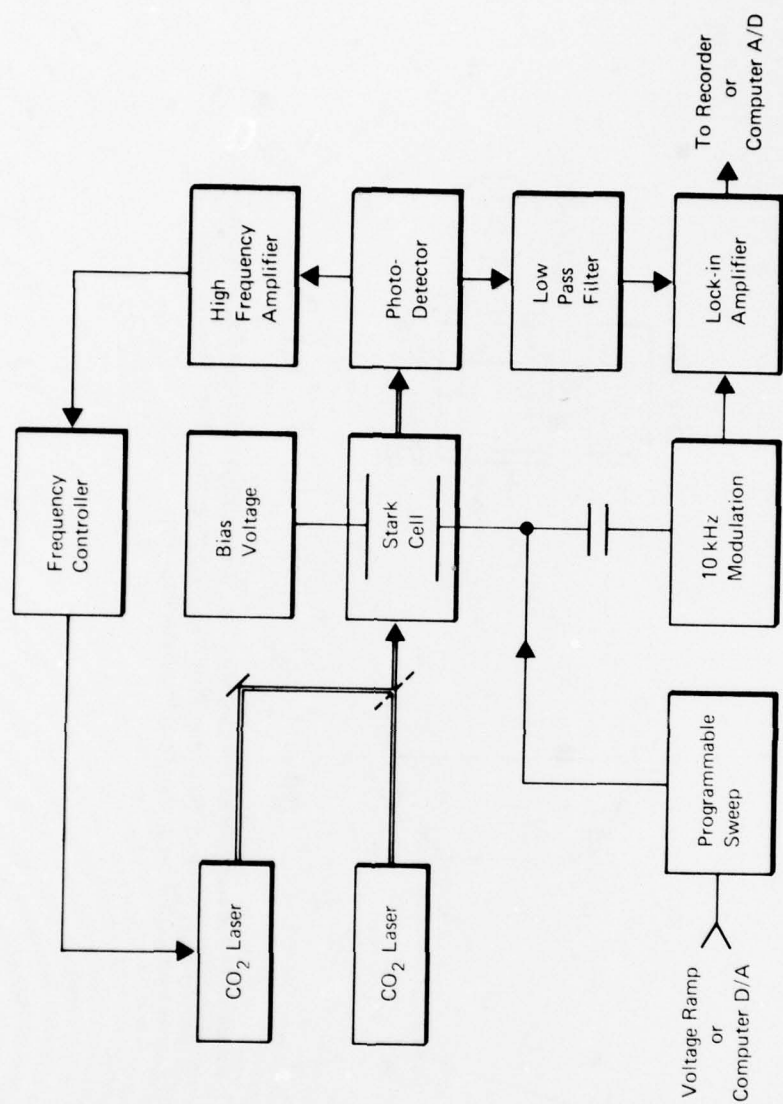 Frequency
Controller
High
Frequency
Amplifier
CO₂ Laser
Bias
Voltage
CO₂ Laser
Stark
Cell
Photo-
Detector
Low
Pass
Filter
Voltage Ramp
or
Computer D/A
Programmable
Sweep
10 kHz
Modulation
Lock-in
Amplifier
To Recorder
or
Computer A/D